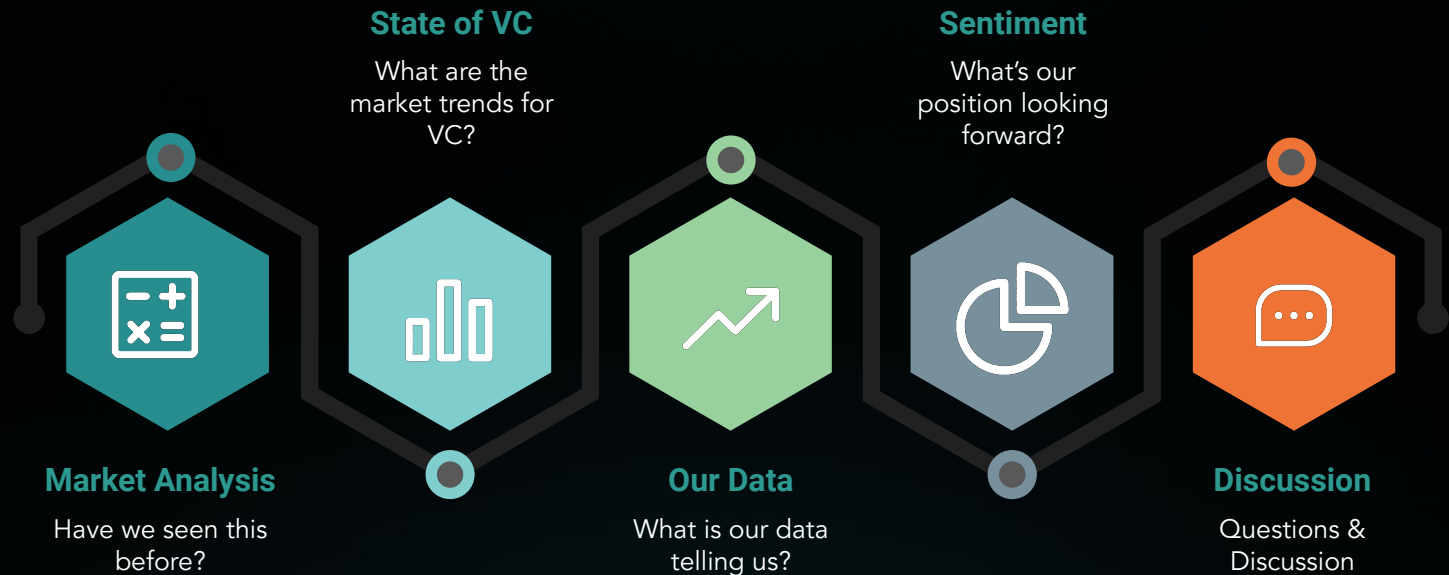 State of VC
What are the
market trends for
VC?
Sentiment
What’s our
position looking
forward?
Market Analysis
Have we seen this
before?
Our Data
What is our data
telling us?
Discussion
Questions &
Discussion